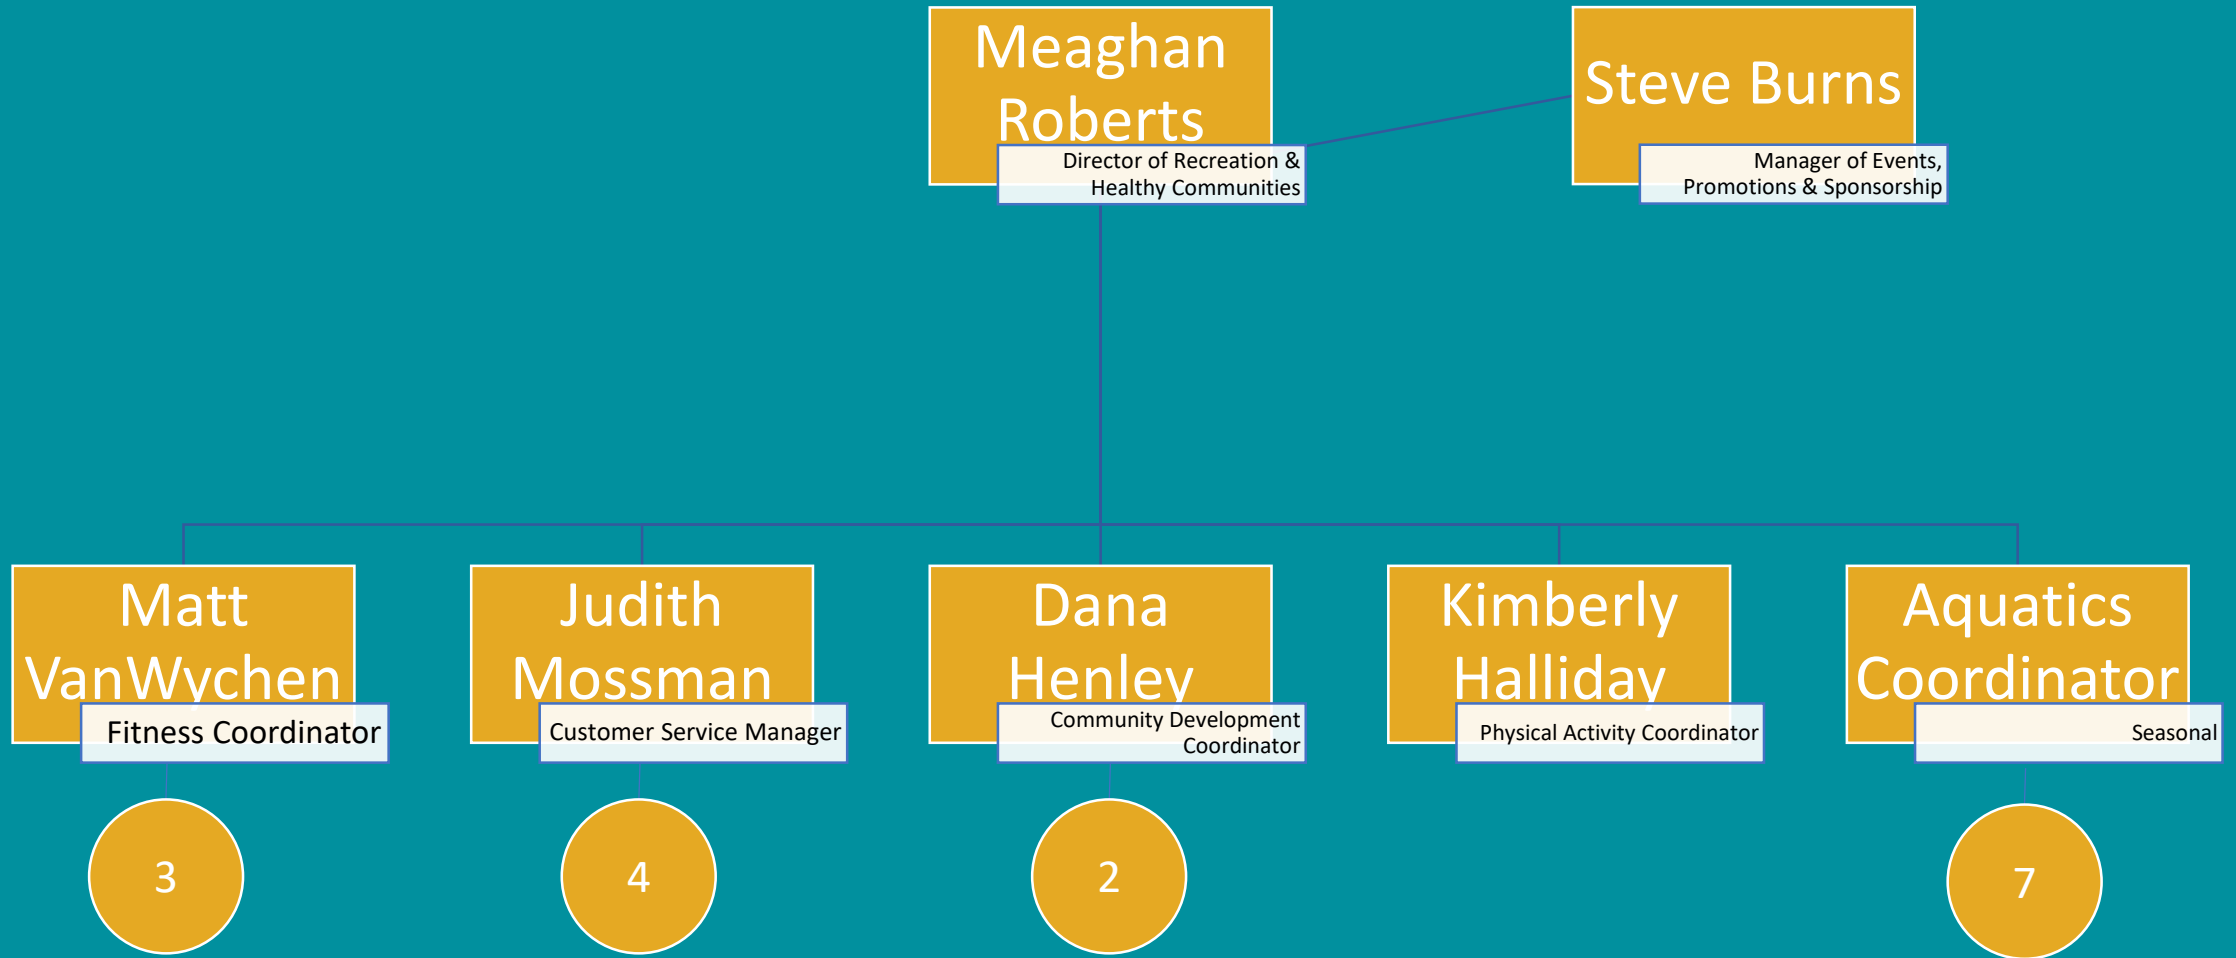 Meaghan
Roberts
Director of Recreation &
Healthy Communities
Steve Burns
Manager of Events,
Promotions & Sponsorship
Matt
VanWychen
Fitness Coordinator
Judith
Mossman
Customer Service Manager
Dana
Henley
Community Development
Coordinator
Kimberly
Halliday
Physical Activity Coordinator
Aquatics
Coordinator
Seasonal
3
4
2
7